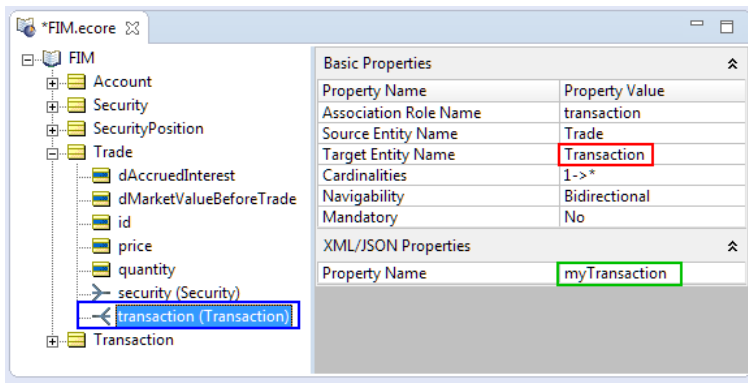 *FIM.ecore
FIM
Account
Security
SecurityPosition
Trade
dAccruedInterest
dMarketValueBeforeTrade
id
price
quantity
security (Security)
transaction (Transaction)
Transaction
Basic Properties
Property Name Property Value
Association Role Name transaction
Source Entity Name Trade
Target Entity Name Transaction
Cardinalities 1->*
Navigability Bidirectional
Mandatory No
XML/JSON Properties
Property Name myTransaction